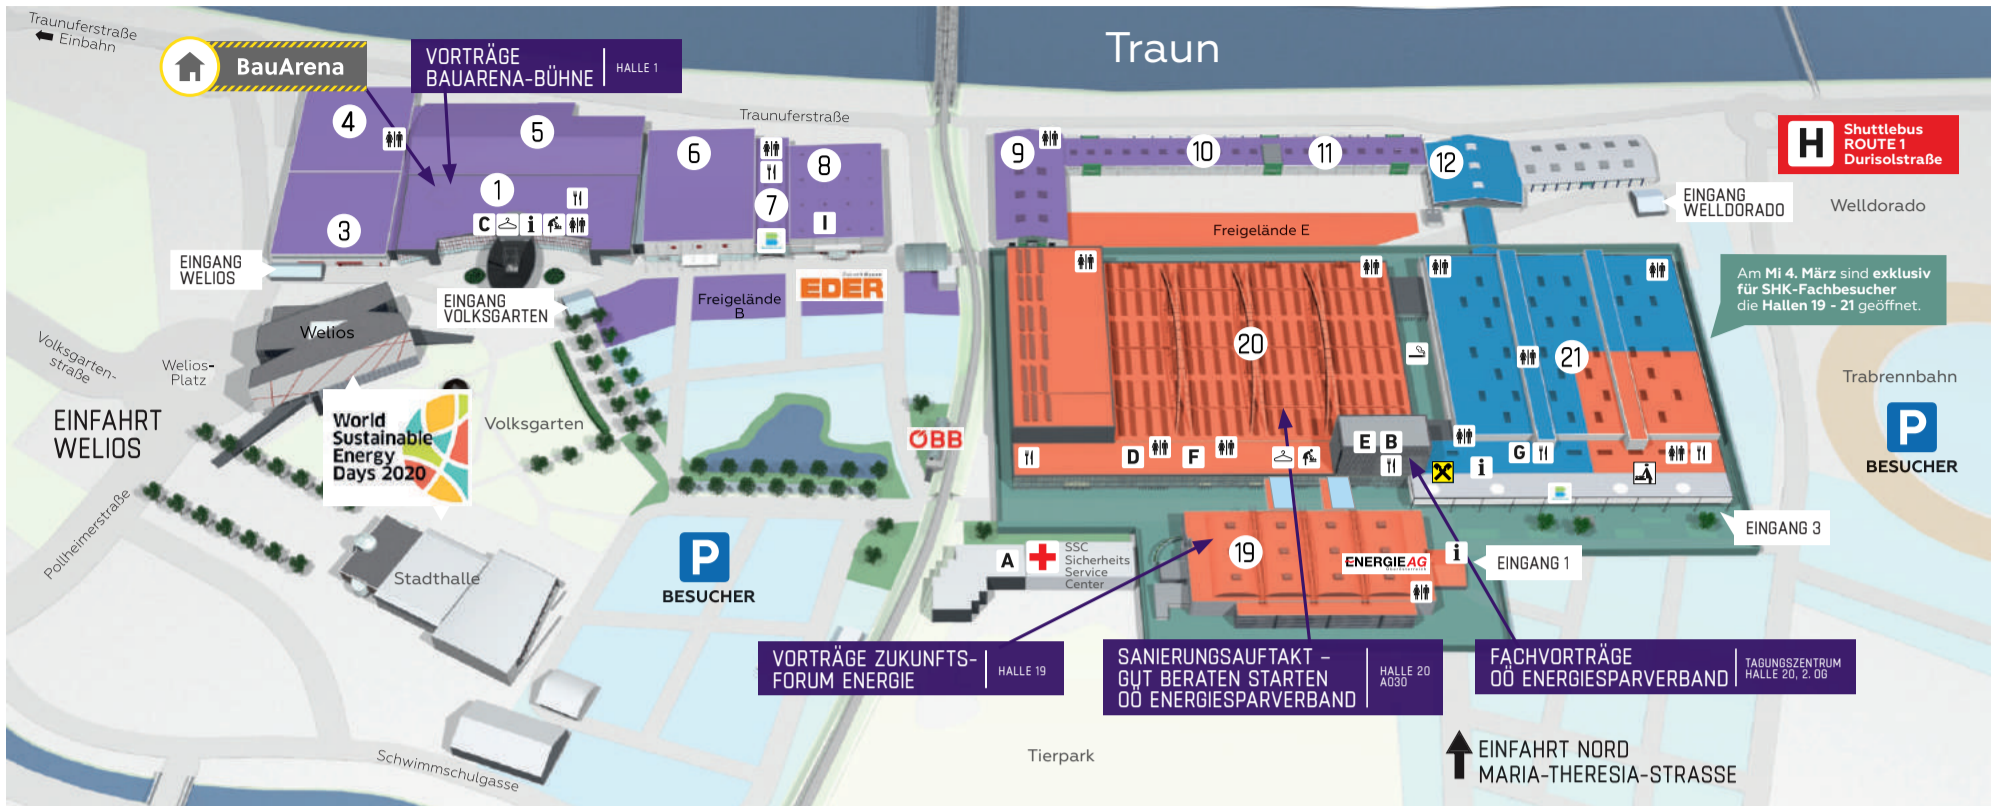 Traunuferstraße
Einbahn
BauArena
VORTRÄGE
BAUARENA-BÜHNE
HALLE 1
Traun
Traunuferstraße
H
Shuttlebus
ROUTE 1
Durisolstraße
4
5
6
7
8
9
10
11
12
1
3
C
i
I
EINGANG
WELLDORADO
Welldorado
Freigelände E
EINGANG
WELIOS
EINGANG
VOLKSGARTEN
Freigelände
B
EDER
Am Mi 4. März sind exklusiv
für SHK-Fachbesucher
die Hallen 19 - 21 geöffnet.
Welios
Volksgarten-
straße
Welios-
Platz
20
21
Trabrennbahn
EINFAHRT
WELIOS
World
Sustainable
Energy
Days 2020
Volksgarten
ÖBB
D
F
E
B
G
i
P
BESUCHER
Pollheimerstraße
EINGANG 3
Stadthalle
P
BESUCHER
A
SSC
Sicherheits
Service
Center
19
ENERGIE AG
Oberösterreich
i
EINGANG 1
VORTRÄGE ZUKUNFTS-
FORUM ENERGIE
HALLE 19
SANIERUNGSAUFTAKT –
GUT BERATEN STARTEN
OÖ ENERGIESPARVERBAND
HALLE 20
A030
FACHVORTRÄGE
OÖ ENERGIESPARVERBAND
TAGUNGSZENTRUM
HALLE 20, 2. OG
Schwimmschulgasse
Tierpark
EINFAHRT NORD
MARIA-THERESIA-STRASSE